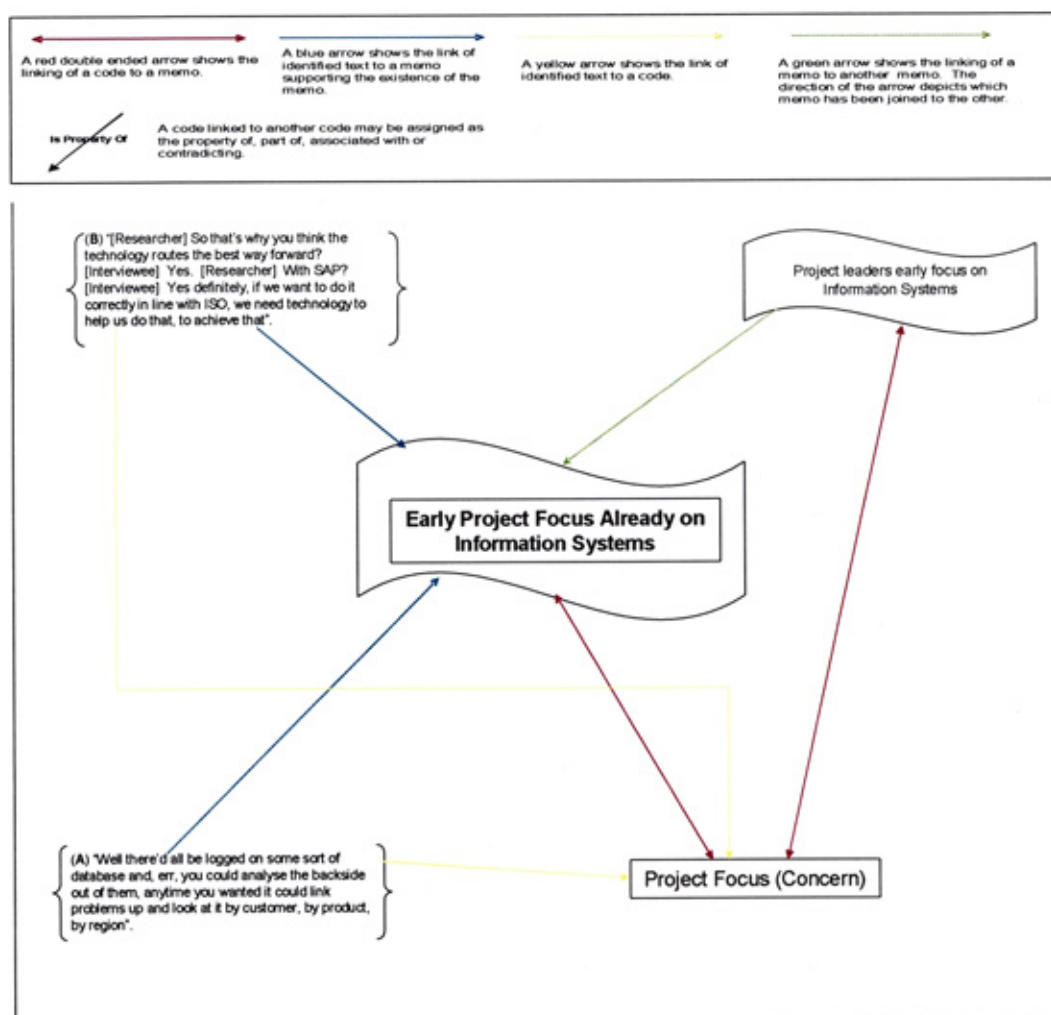 A red double ended arrow shows the
linking of a code to a memo.
A blue arrow shows the link of
identified text to a memo
supporting the existence of the
memo.
A yellow arrow shows the link of
identified text to a code.
A green arrow shows the linking of a
memo to another memo. The
direction of the arrow depicts which
memo has been joined to the other.
Is Property Of
A code linked to another code may be assigned as
the property of, part of, associated with or
contradicting.
(B) "[Researcher] So that's why you think the
technology routes the best way forward?
[Interviewee] Yes. [Researcher] With SAP?
[Interviewee] Yes definitely, if we want to do it
correctly in line with ISO, we need technology to
help us do that, to achieve that".
Project leaders early focus on
Information Systems
Early Project Focus Already on
Information Systems
(A) "Well there'd all be logged on some sort of
database and, err, you could analyse the backside
out of them, anytime you wanted it could link
problems up and look at it by customer, by product,
by region".
Project Focus (Concern)